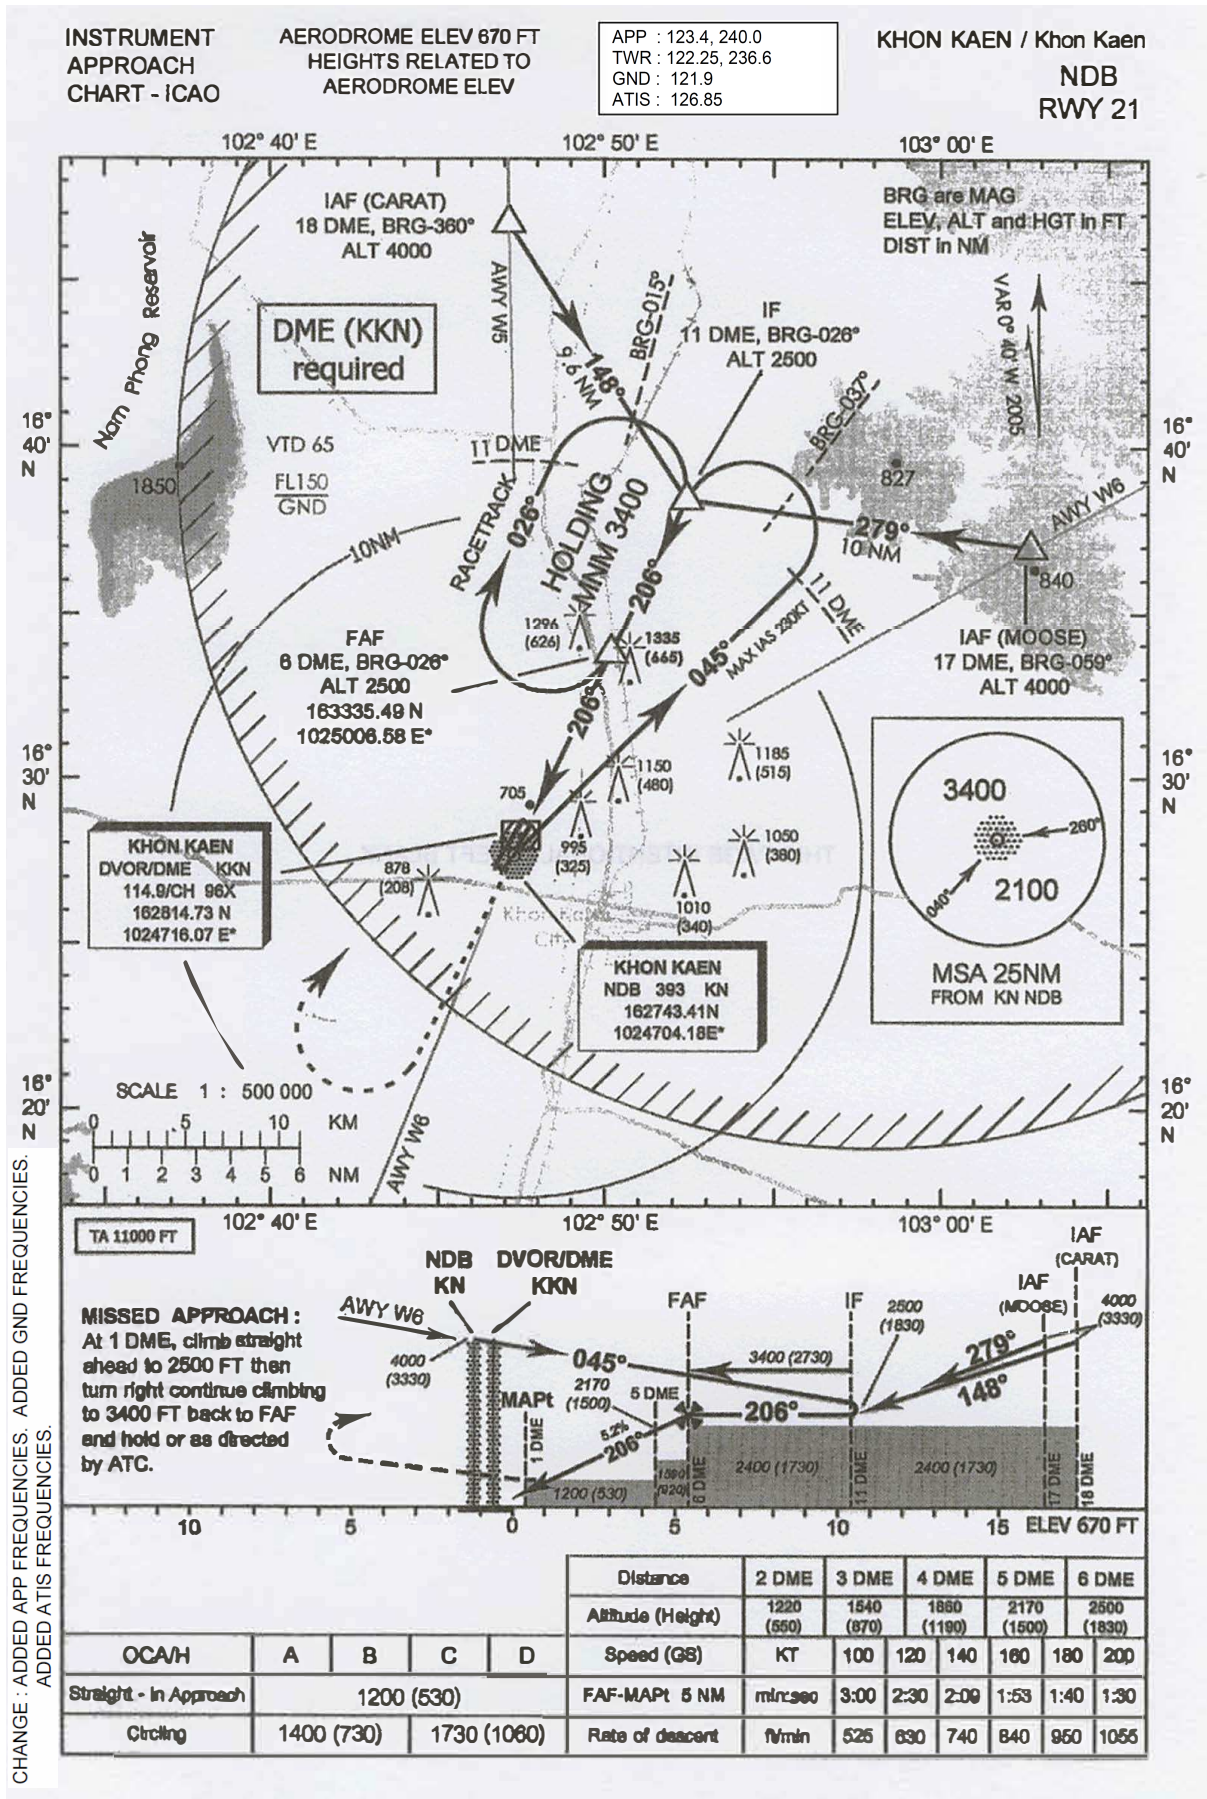 INSTRUMENT
APPROACH
CHART - ICAO
AERODROME ELEV 670 FT
HEIGHTS RELATED TO
AERODROME ELEV
APP : 123.4, 240.0
TWR : 122.25, 236.6
GND : 121.9
ATIS : 126.85
KHON KAEN / Khon Kaen
NDB
RWY 21
102° 40' E
102° 50' E
103° 00' E
IAF (CARAT)
18 DME, BRG-360°
ALT 4000
BRG are MAG
ELEV, ALT and HGT in FT
DIST in NM
VAR 0° 40' W 2005
Nam Phong Reservoir
DME (KKN)
required
AWY W5
148°
9.6 NM
BRG-015°
IF
11 DME, BRG-026°
ALT 2500
BRG-037°
16°
40'
N
VTD 65
FL150
GND
1850
11 DME
RACETRACK
026°
HOLDING
MNM 3400
827
16°
40'
N
AWY W6
279°
10 NM
840
10NM
206°
11 DME
MAX IAS 230KT
045°
IAF (MOOSE)
17 DME, BRG-059°
ALT 4000
1296
(626)
1335
(665)
FAF
6 DME, BRG-026°
ALT 2500
163335.49 N
1025006.58 E*
206°
16°
30'
N
1150
(480)
1185
(515)
16°
30'
N
3400
260°
2100
040°
MSA 25NM
FROM KN NDB
705
KHON KAEN
DVOR/DME KKN
114.9/CH 96X
162814.73 N
1024716.07 E*
878
(208)
995
(325)
1050
(380)
1010
(340)
Khon Kaen
City
KHON KAEN
NDB 393 KN
162743.41N
1024704.18E*
SCALE 1 : 500 000
0 5 10 KM
0 1 2 3 4 5 6 NM
16°
20'
N
AWY W6
16°
20'
N
102° 40' E
102° 50' E
103° 00' E
TA 11000 FT
NDB
KN
DVOR/DME
KKN
IAF
(CARAT)
IAF
(MOOSE)
FAF
IF
MISSED APPROACH :
At 1 DME, climb straight
ahead to 2500 FT then
turn right continue climbing
to 3400 FT back to FAF
and hold or as directed
by ATC.
AWY W6
4000
(3330)
045°
2170
(1500)
5 DME
MAPt
1 DME
5.2%
206°
3400 (2730)
206°
2500
(1830)
279°
148°
4000
(3330)
1200 (530)
1590
(920)
6 DME
2400 (1730)
11 DME
2400 (1730)
17 DME
18 DME
10 5 0 5 10 15 ELEV 670 FT
Distance 2 DME 3 DME 4 DME 5 DME 6 DME
Altitude (Height) 1220 (550) 1540 (870) 1860 (1190) 2170 (1500) 2500 (1830)
OCA/H A B C D
Straight - In Approach 1200 (530)
Circling 1400 (730) 1730 (1060)
Speed (GS) KT 100 120 140 160 180 200
FAF-MAPt 5 NM min:sec 3:00 2:30 2:09 1:53 1:40 1:30
Rate of descent ft/min 525 630 740 840 950 1055
CHANGE : ADDED APP FREQUENCIES. ADDED GND FREQUENCIES.
ADDED ATIS FREQUENCIES.